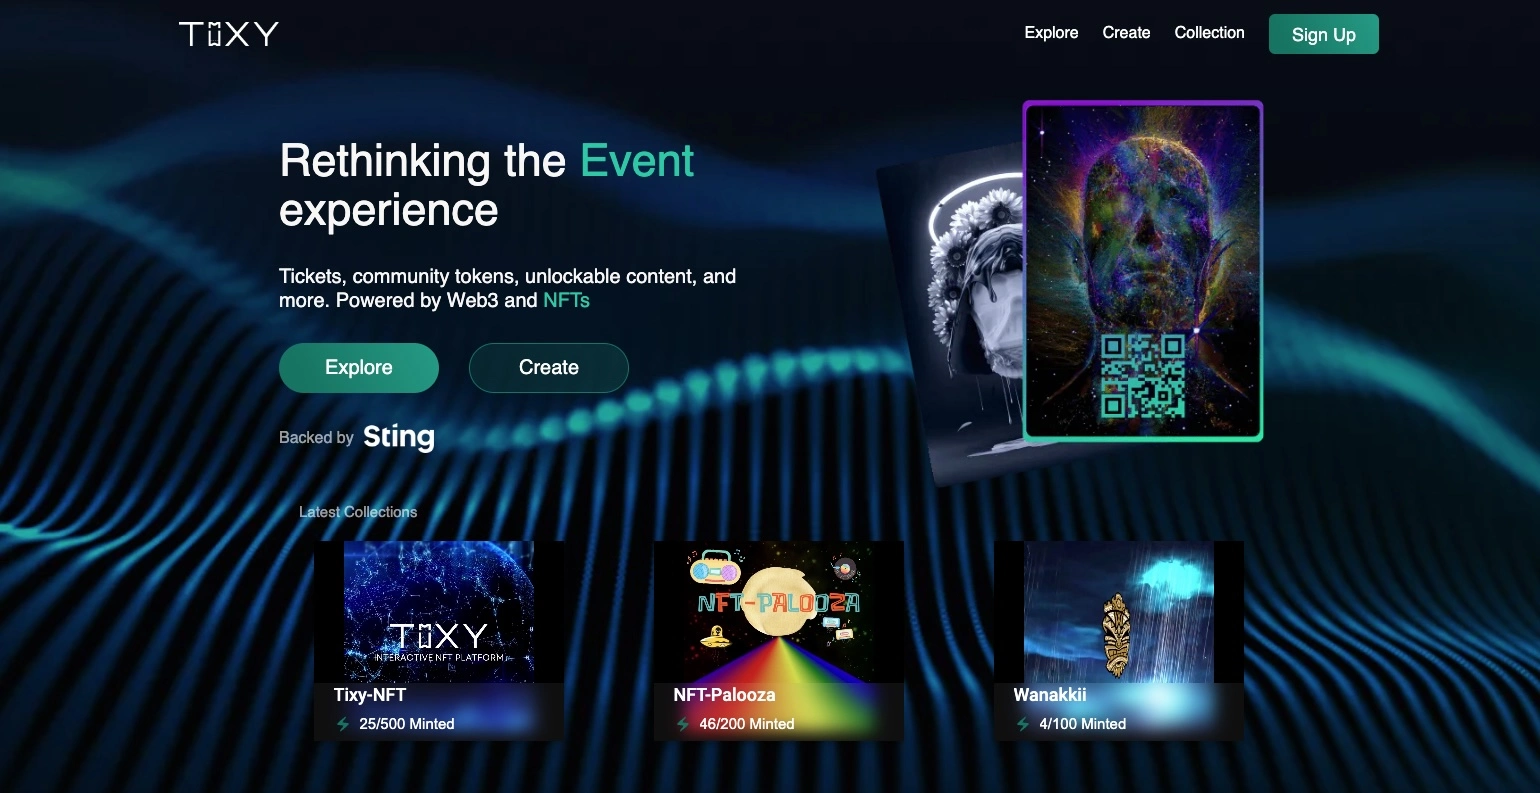 TIXY
Explore Create Collection Sign Up
Rethinking the Event
experience
Tickets, community tokens, unlockable content, and
more. Powered by Web3 and NFTs
Explore Create
Backed by Sting
Latest Collections
TIXY
INTERACTIVE NFT PLATFORM
Tixy-NFT
25/500 Minted
NFT-PALOOZA
NFT-Palooza
46/200 Minted
Wanakkii
4/100 Minted